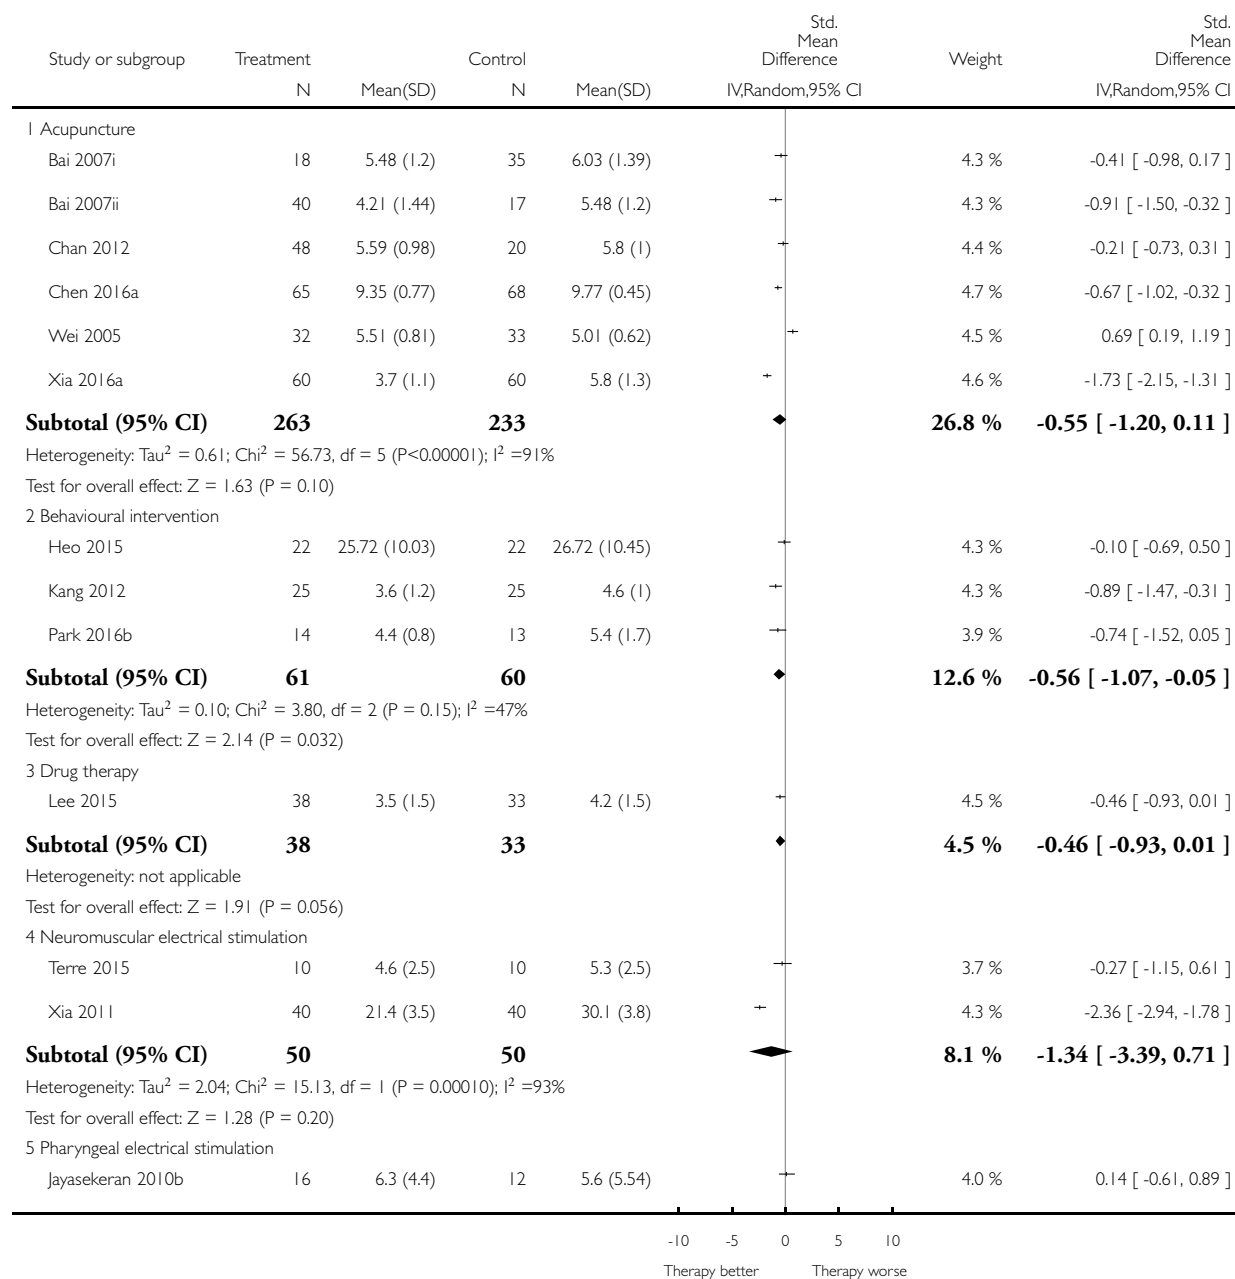 Study or subgroup Treatment Control Std. Mean Difference Weight Std. Mean Difference
N Mean(SD) N Mean(SD) IV,Random,95% CI IV,Random,95% CI
1 Acupuncture
Bai 2007i 18 5.48 (1.2) 35 6.03 (1.39) 4.3 % -0.41 [ -0.98, 0.17 ]
Bai 2007ii 40 4.21 (1.44) 17 5.48 (1.2) 4.3 % -0.91 [ -1.50, -0.32 ]
Chan 2012 48 5.59 (0.98) 20 5.8 (1) 4.4 % -0.21 [ -0.73, 0.31 ]
Chen 2016a 65 9.35 (0.77) 68 9.77 (0.45) 4.7 % -0.67 [ -1.02, -0.32 ]
Wei 2005 32 5.51 (0.81) 33 5.01 (0.62) 4.5 % 0.69 [ 0.19, 1.19 ]
Xia 2016a 60 3.7 (1.1) 60 5.8 (1.3) 4.6 % -1.73 [ -2.15, -1.31 ]
Subtotal (95% CI) 263 233 26.8 % -0.55 [ -1.20, 0.11 ]
Heterogeneity: Tau² = 0.61; Chi² = 56.73, df = 5 (P<0.00001); I² =91%
Test for overall effect: Z = 1.63 (P = 0.10)
2 Behavioural intervention
Heo 2015 22 25.72 (10.03) 22 26.72 (10.45) 4.3 % -0.10 [ -0.69, 0.50 ]
Kang 2012 25 3.6 (1.2) 25 4.6 (1) 4.3 % -0.89 [ -1.47, -0.31 ]
Park 2016b 14 4.4 (0.8) 13 5.4 (1.7) 3.9 % -0.74 [ -1.52, 0.05 ]
Subtotal (95% CI) 61 60 12.6 % -0.56 [ -1.07, -0.05 ]
Heterogeneity: Tau² = 0.10; Chi² = 3.80, df = 2 (P = 0.15); I² =47%
Test for overall effect: Z = 2.14 (P = 0.032)
3 Drug therapy
Lee 2015 38 3.5 (1.5) 33 4.2 (1.5) 4.5 % -0.46 [ -0.93, 0.01 ]
Subtotal (95% CI) 38 33 4.5 % -0.46 [ -0.93, 0.01 ]
Heterogeneity: not applicable
Test for overall effect: Z = 1.91 (P = 0.056)
4 Neuromuscular electrical stimulation
Terre 2015 10 4.6 (2.5) 10 5.3 (2.5) 3.7 % -0.27 [ -1.15, 0.61 ]
Xia 2011 40 21.4 (3.5) 40 30.1 (3.8) 4.3 % -2.36 [ -2.94, -1.78 ]
Subtotal (95% CI) 50 50 8.1 % -1.34 [ -3.39, 0.71 ]
Heterogeneity: Tau² = 2.04; Chi² = 15.13, df = 1 (P = 0.00010); I² =93%
Test for overall effect: Z = 1.28 (P = 0.20)
5 Pharyngeal electrical stimulation
Jayasekeran 2010b 16 6.3 (4.4) 12 5.6 (5.54) 4.0 % 0.14 [ -0.61, 0.89 ]
-10 -5 0 5 10
Therapy better Therapy worse